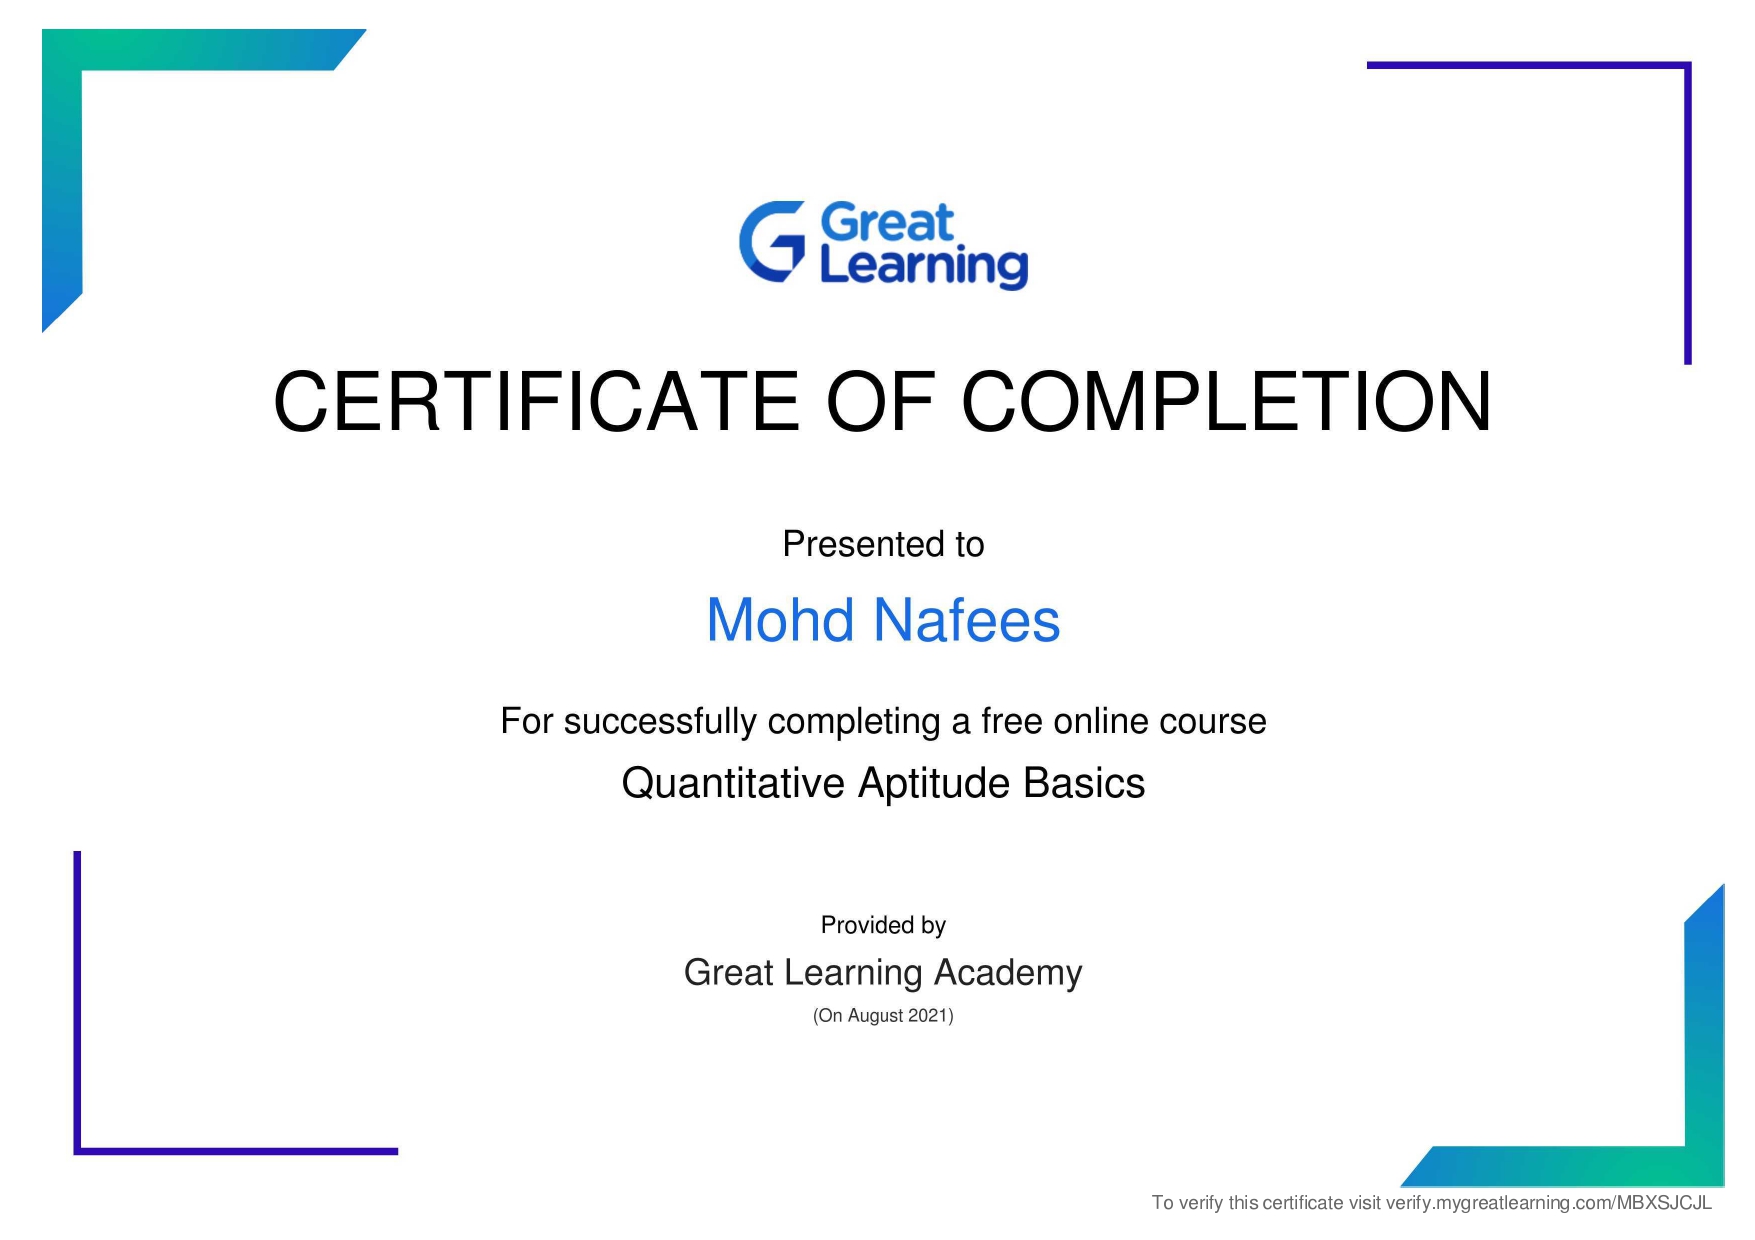 Great
Learning
CERTIFICATE OF COMPLETION
Presented to
Mohd Nafees
For successfully completing a free online course
Quantitative Aptitude Basics
Provided by
Great Learning Academy
(On August 2021)
To verify this certificate visit verify.mygreatlearning.com/MBXSJCJL